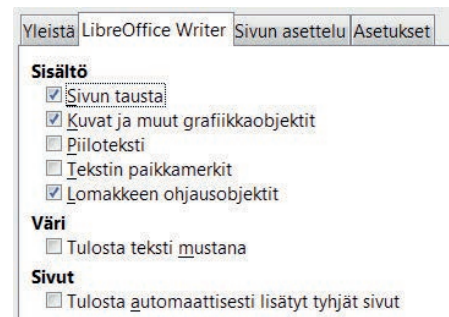 Yleistä LibreOffice Writer Sivun asettelu Asetukset
Sisältö
Sivun tausta
Kuvat ja muut grafiikkaobjektit
Piiloteksti
Tekstin paikkamerkit
Lomakkeen ohjausobjektit
Väri
Tulosta teksti mustana
Sivut
Tulosta automaattisesti lisätyt tyhjät sivut